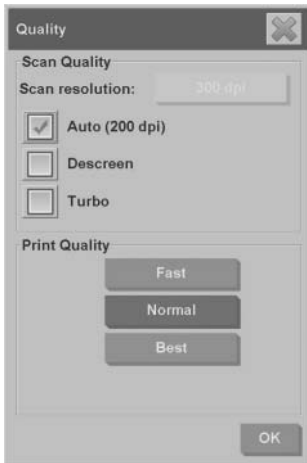 Quality
Scan Quality
Scan resolution: 300 dpi
Auto (200 dpi)
Descreen
Turbo
Print Quality
Fast
Normal
Best
OK